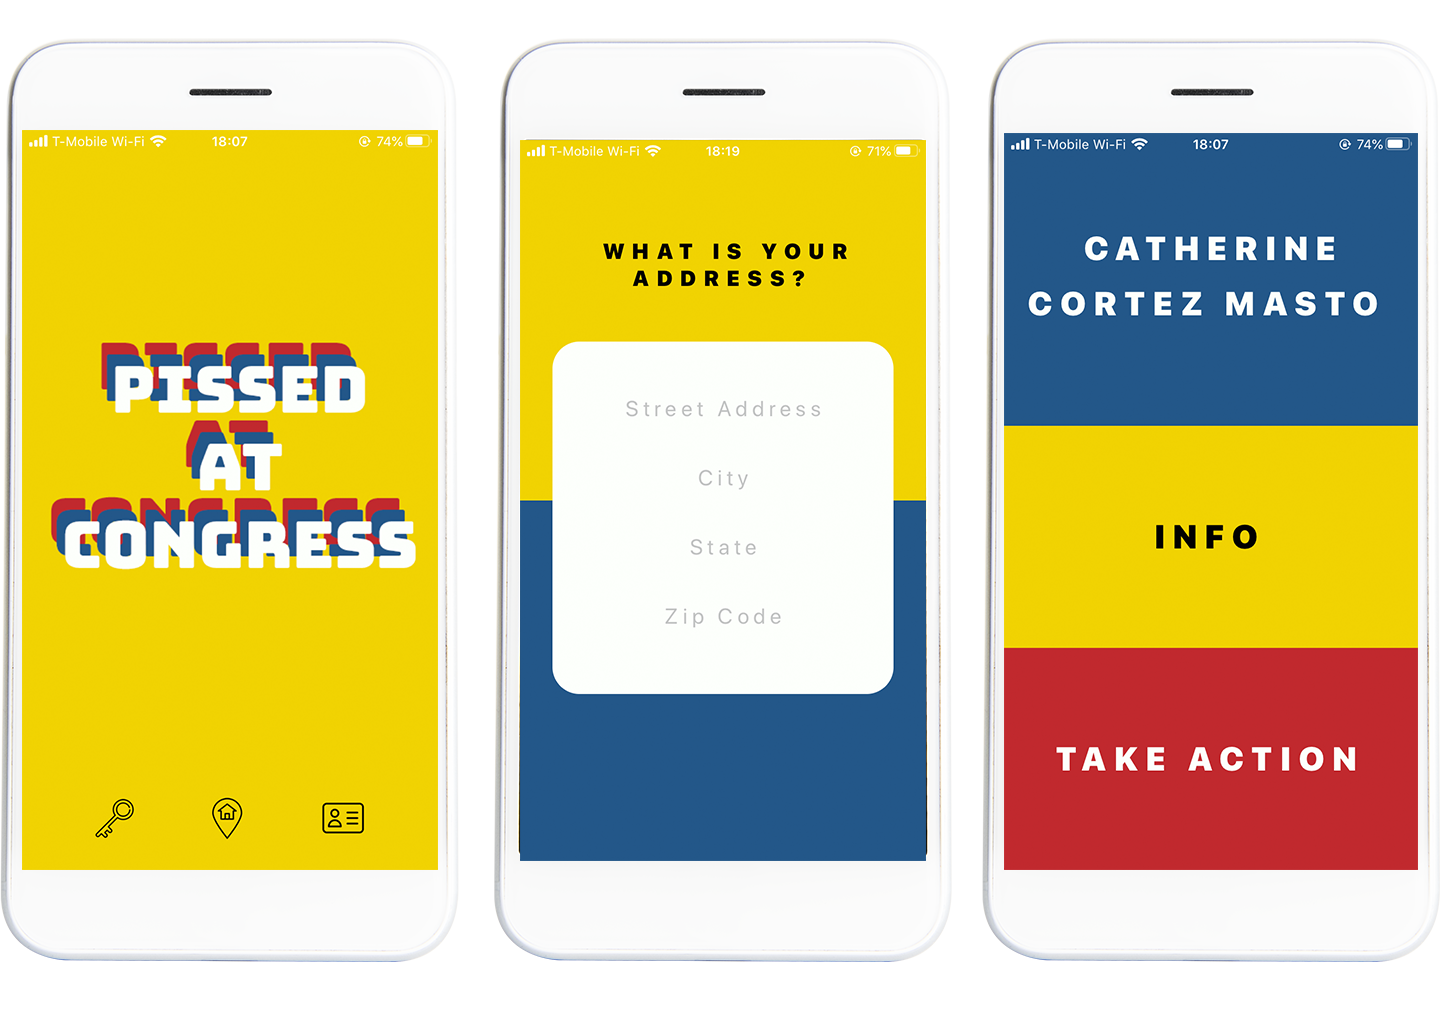 T-Mobile Wi-Fi 18:07 74%
PISSED
AT
CONGRESS
T-Mobile Wi-Fi 18:19 71%
WHAT IS YOUR
ADDRESS?
Street Address
City
State
Zip Code
T-Mobile Wi-Fi 18:07 74%
CATHERINE
CORTEZ MASTO
INFO
TAKE ACTION